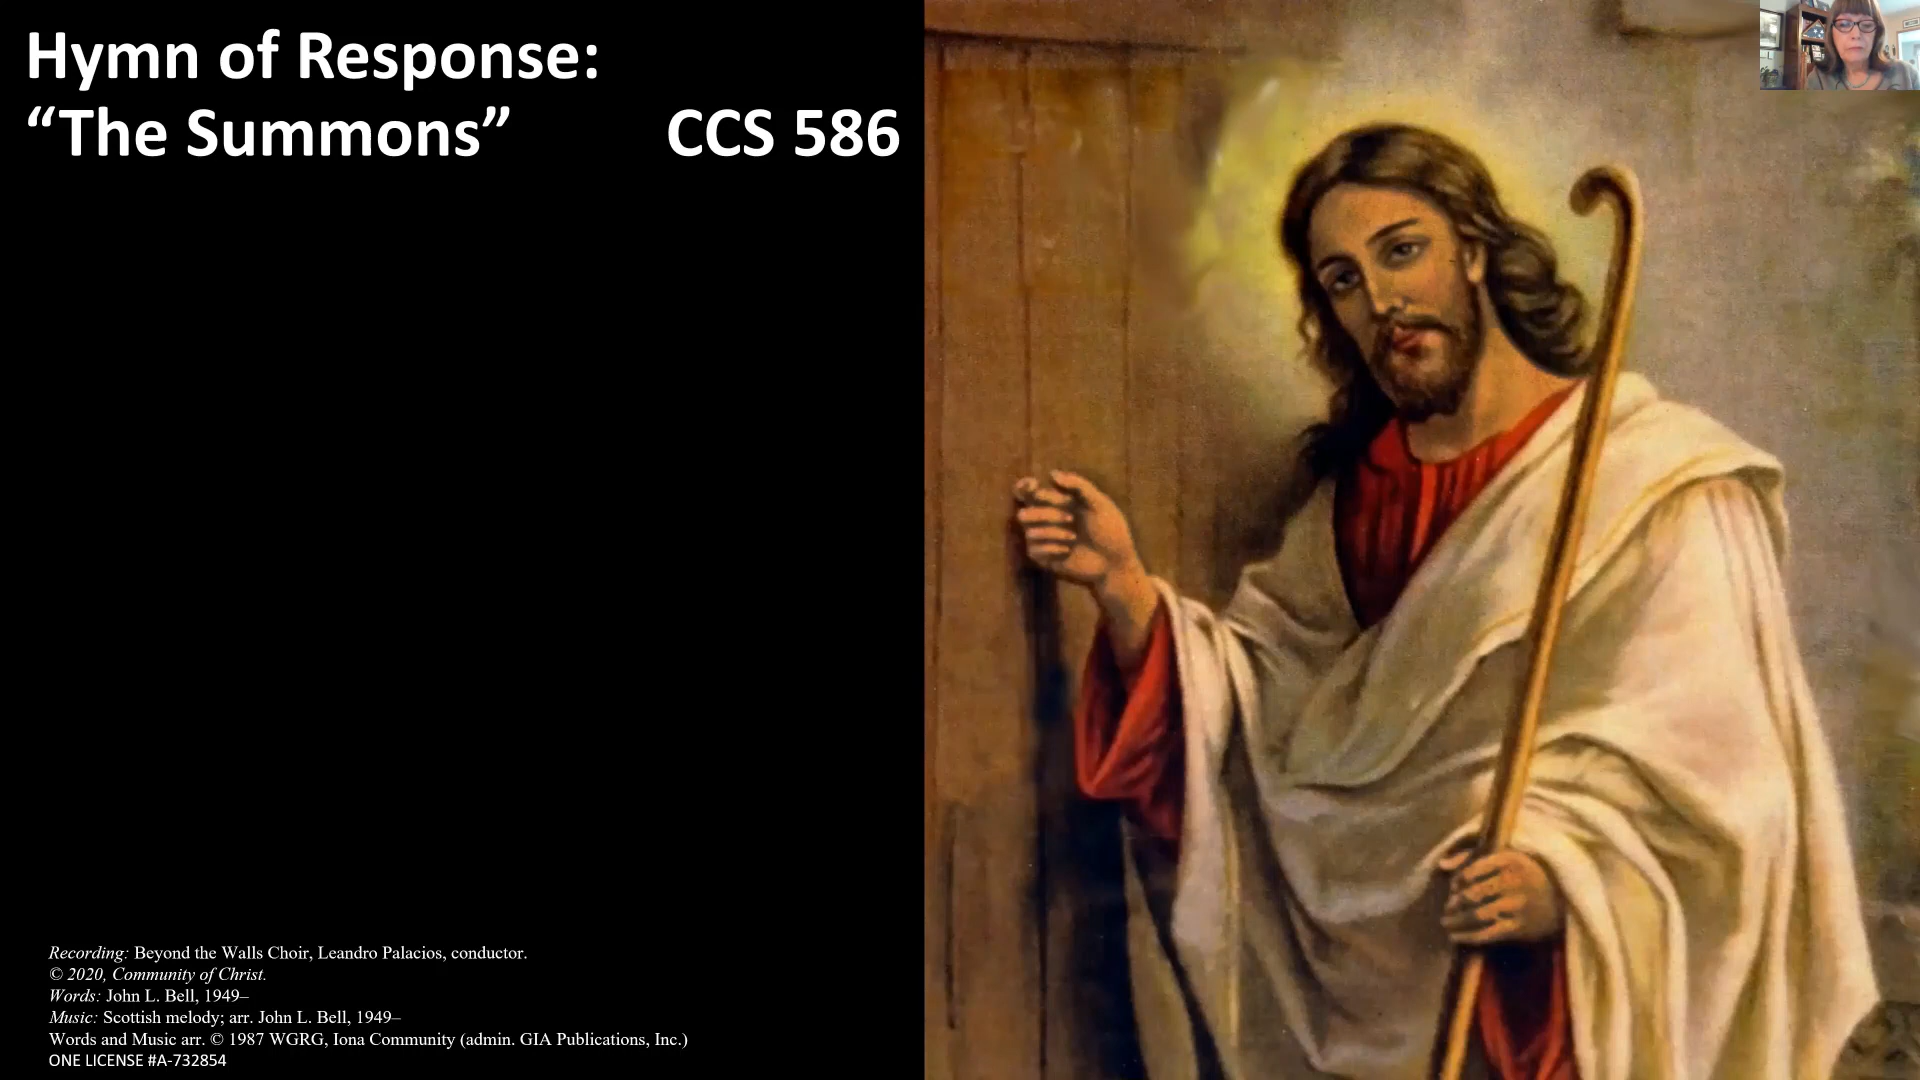 Hymn of Response:
“The Summons” CCS 586
Recording: Beyond the Walls Choir, Leandro Palacios, conductor.
© 2020, Community of Christ.
Words: John L. Bell, 1949–
Music: Scottish melody; arr. John L. Bell, 1949–
Words and Music arr. © 1987 WGRG, Iona Community (admin. GIA Publications, Inc.)
ONE LICENSE #A-732854